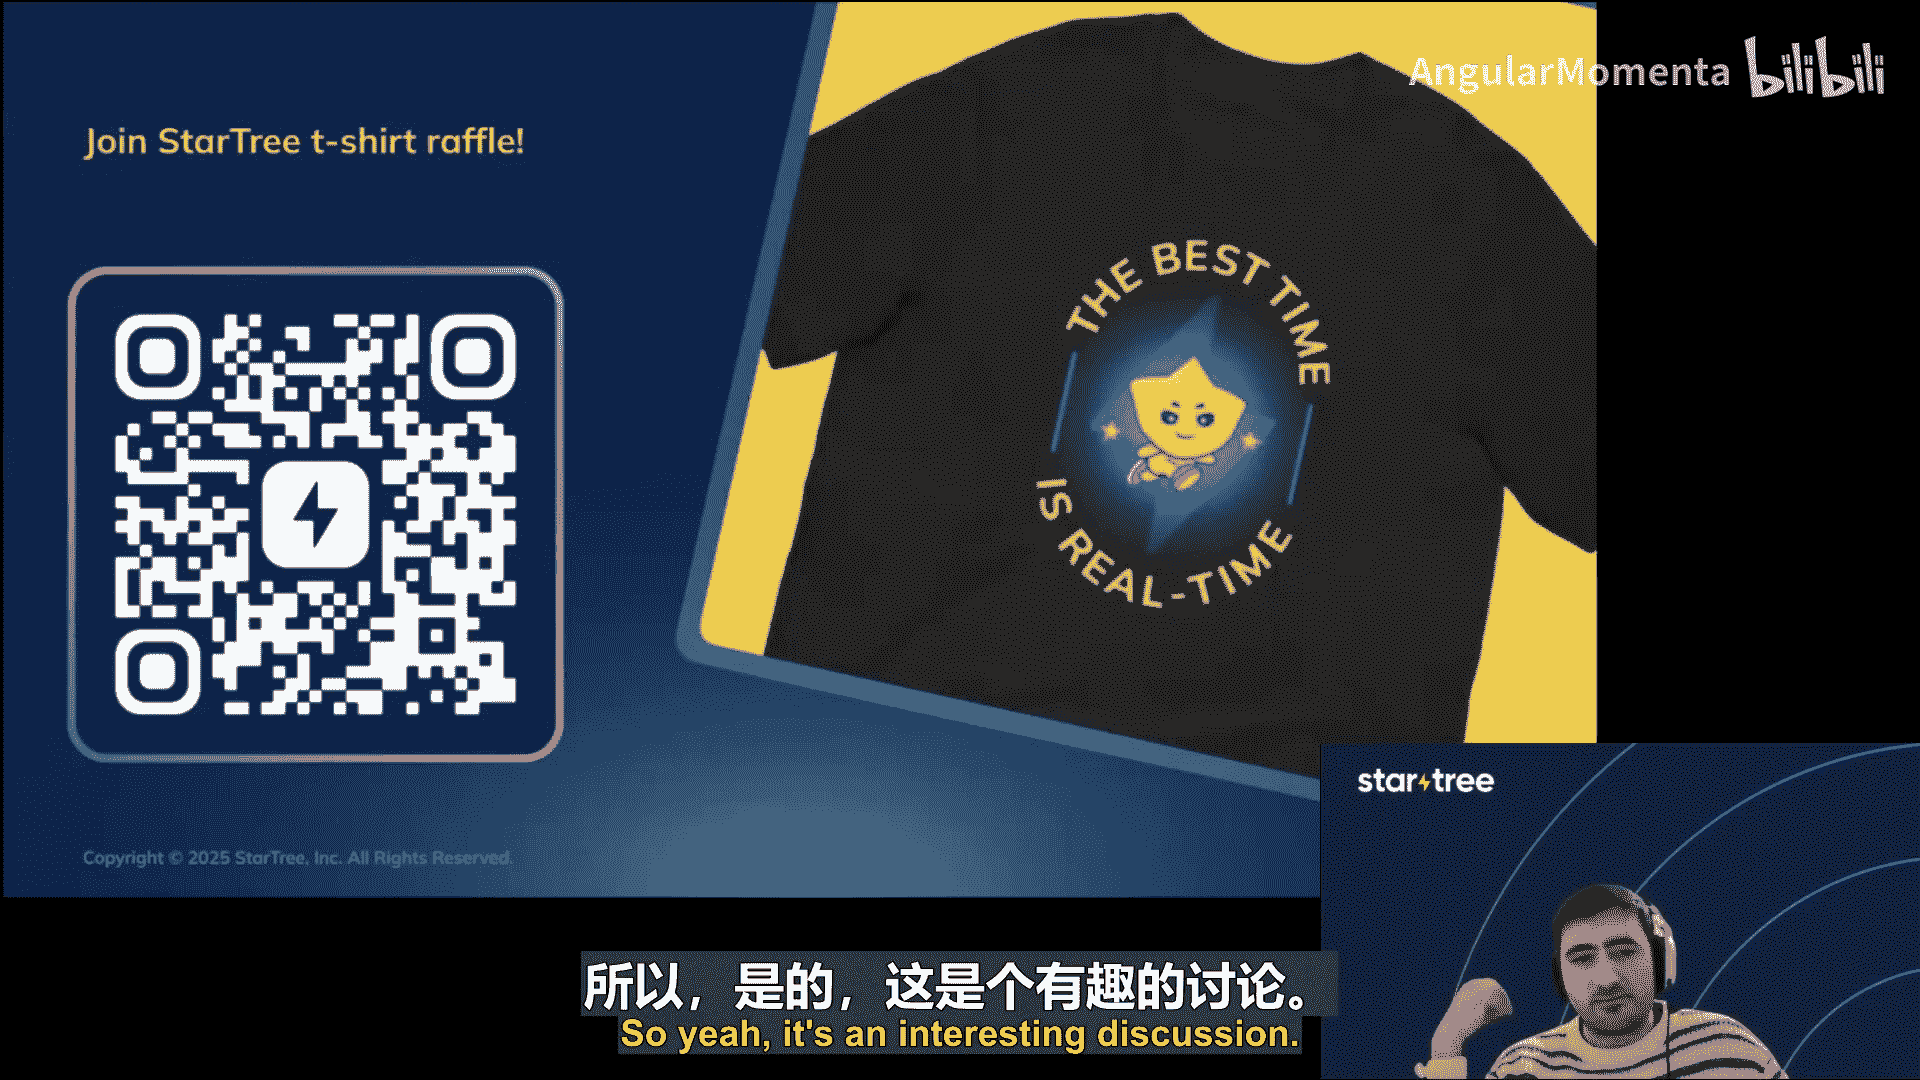 AngularMomenta bilibili
Join StarTree t-shirt raffle!
THE BEST TIME
IS REAL-TIME
star tree
Copyright © 2025 StarTree, Inc. All Rights Reserved.
所以，是的，这是个有趣的讨论。
So yeah, it's an interesting discussion.